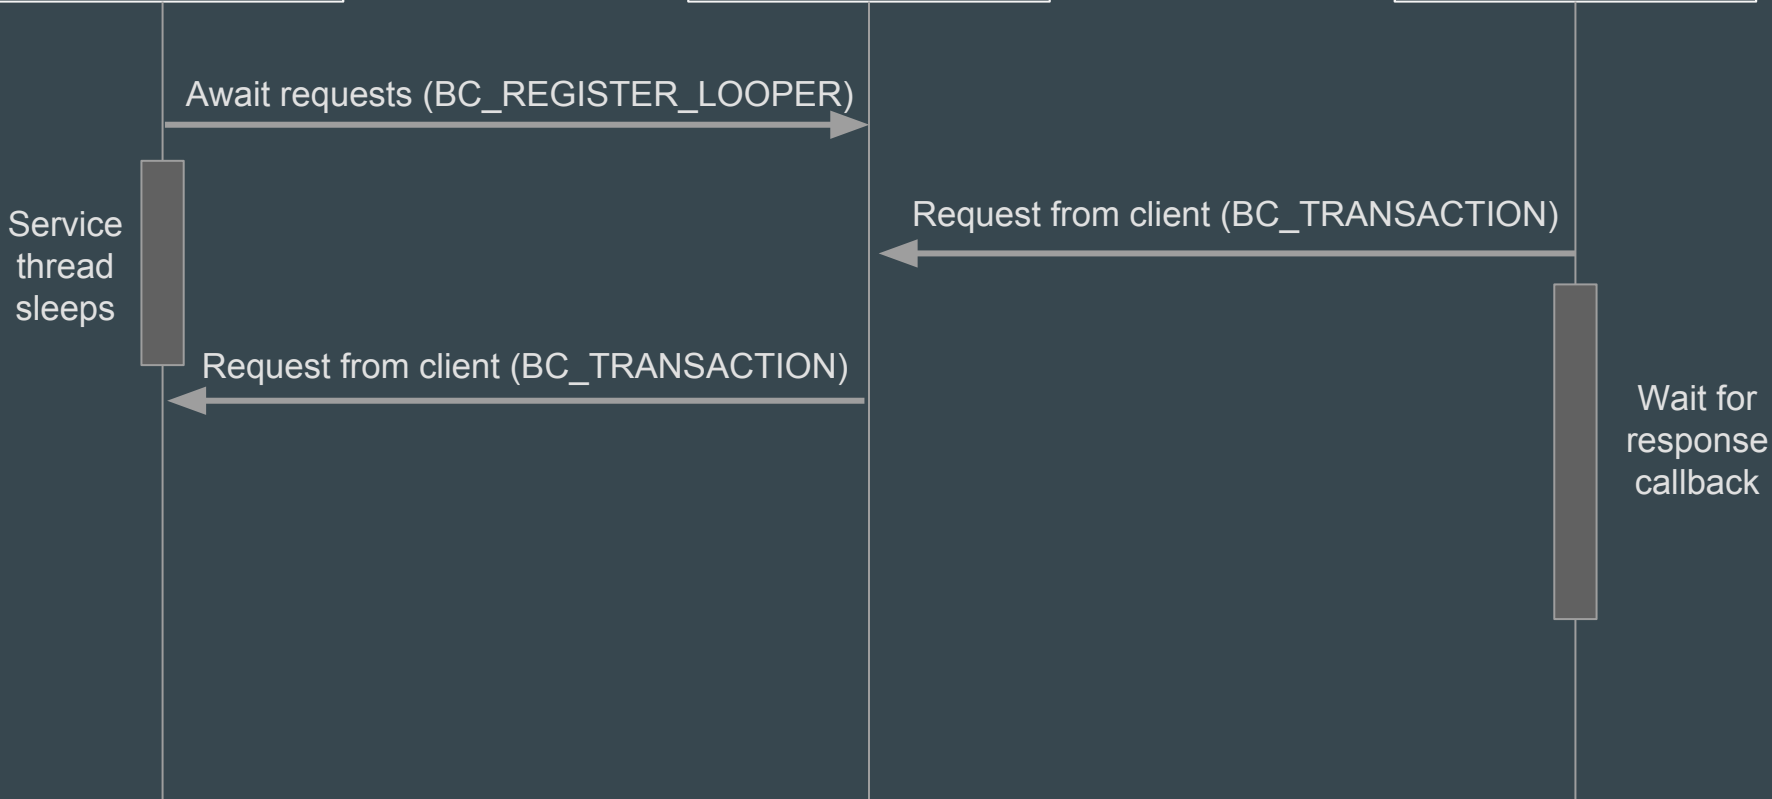 Await requests (BC_REGISTER_LOOPER)
Service
thread
sleeps
Request from client (BC_TRANSACTION)
Request from client (BC_TRANSACTION)
Wait for
response
callback